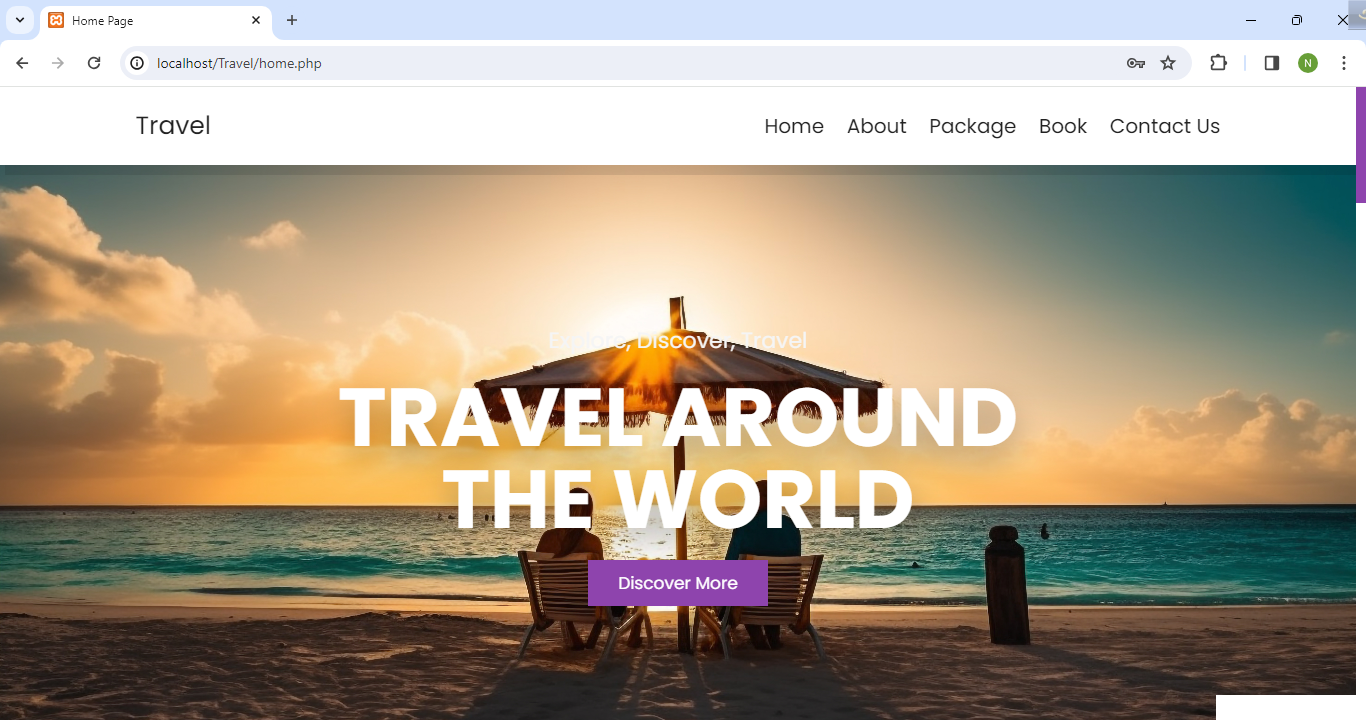 Home Page
localhost/Travel/home.php
N
Travel
Home About Package Book Contact Us
Explore, Discover, Travel
TRAVEL AROUND
THE WORLD
Discover More